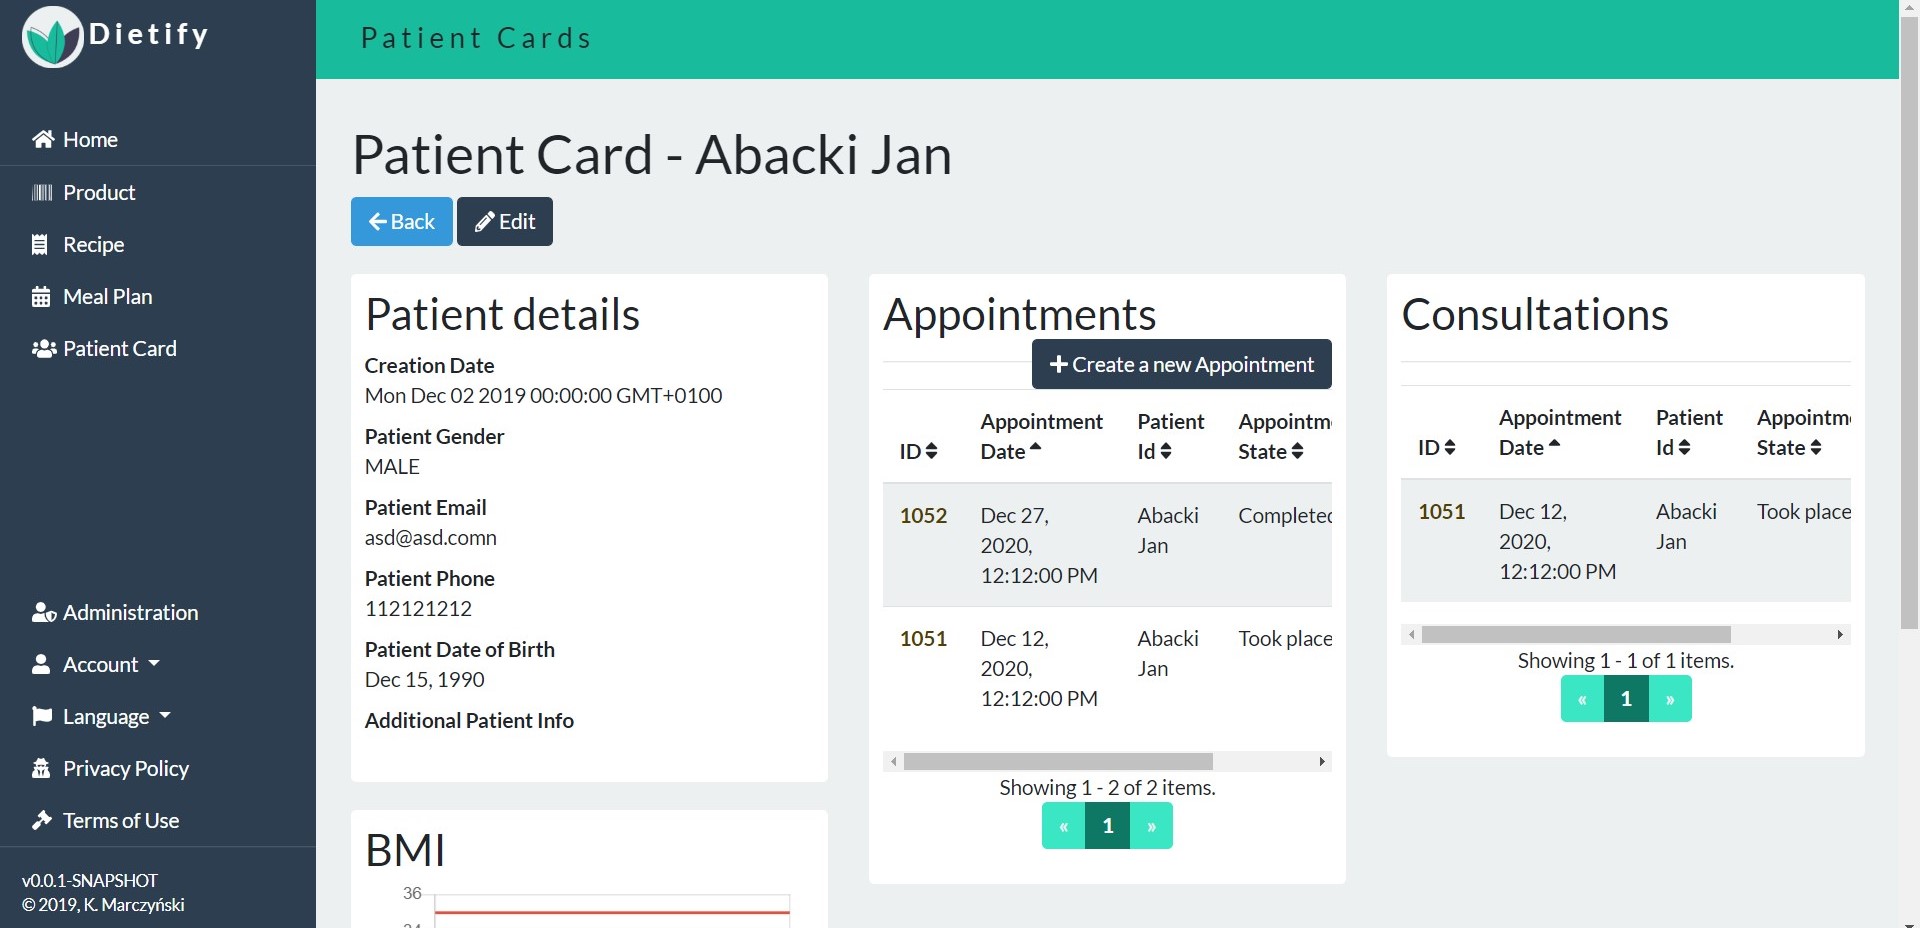 Dietify
Home
Product
Recipe
Meal Plan
Patient Card
Administration
Account
Language
Privacy Policy
Terms of Use
v0.0.1-SNAPSHOT
© 2019, K. Marczyński
Patient Cards
Patient Card - Abacki Jan
Back Edit
Patient details
Creation Date
Mon Dec 02 2019 00:00:00 GMT+0100
Patient Gender
MALE
Patient Email
asd@asd.comn
Patient Phone
112121212
Patient Date of Birth
Dec 15, 1990
Additional Patient Info
BMI
36
Appointments
Create a new Appointment
Appointment Patient Appointm
ID Date Id State
1052 Dec 27, Abacki Completed
2020, Jan
12:12:00 PM
1051 Dec 12, Abacki Took place
2020, Jan
12:12:00 PM
Showing 1 - 2 of 2 items.
« 1 »
Consultations
Appointment Patient Appointm
ID Date Id State
1051 Dec 12, Abacki Took place
2020, Jan
12:12:00 PM
Showing 1 - 1 of 1 items.
« 1 »